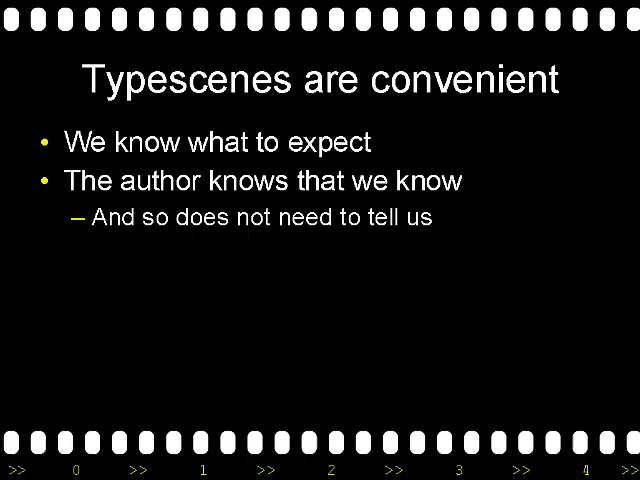 Typescenes are convenient
• We know what to expect
• The author knows that we know
– And so does not need to tell us
>> 0 >> 1 >> 2 >> 3 >> 4 >>